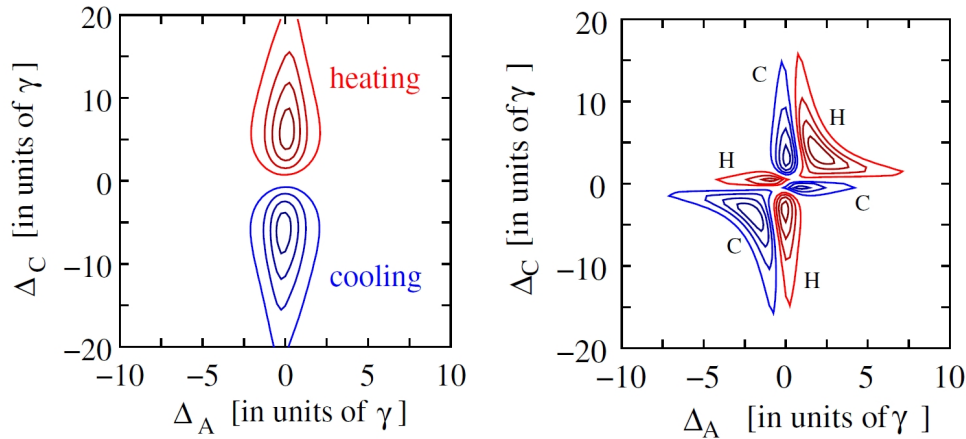 20
10
0
−10
−20
Δ_C [in units of γ]
heating
cooling
−10
−5
0
5
10
Δ_A [in units of γ]
20
10
0
−10
−20
Δ_C [in units of γ]
C
H
H
C
C
H
−10
−5
0
5
10
Δ_A [in units of γ]